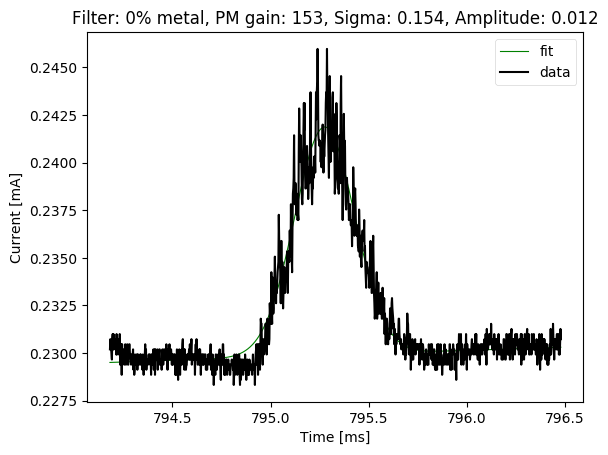 Filter: 0% metal, PM gain: 153, Sigma: 0.154, Amplitude: 0.012
fit
data
0.2450
0.2425
0.2400
0.2375
0.2350
0.2325
0.2300
0.2275
Current [mA]
794.5 795.0 795.5 796.0 796.5
Time [ms]